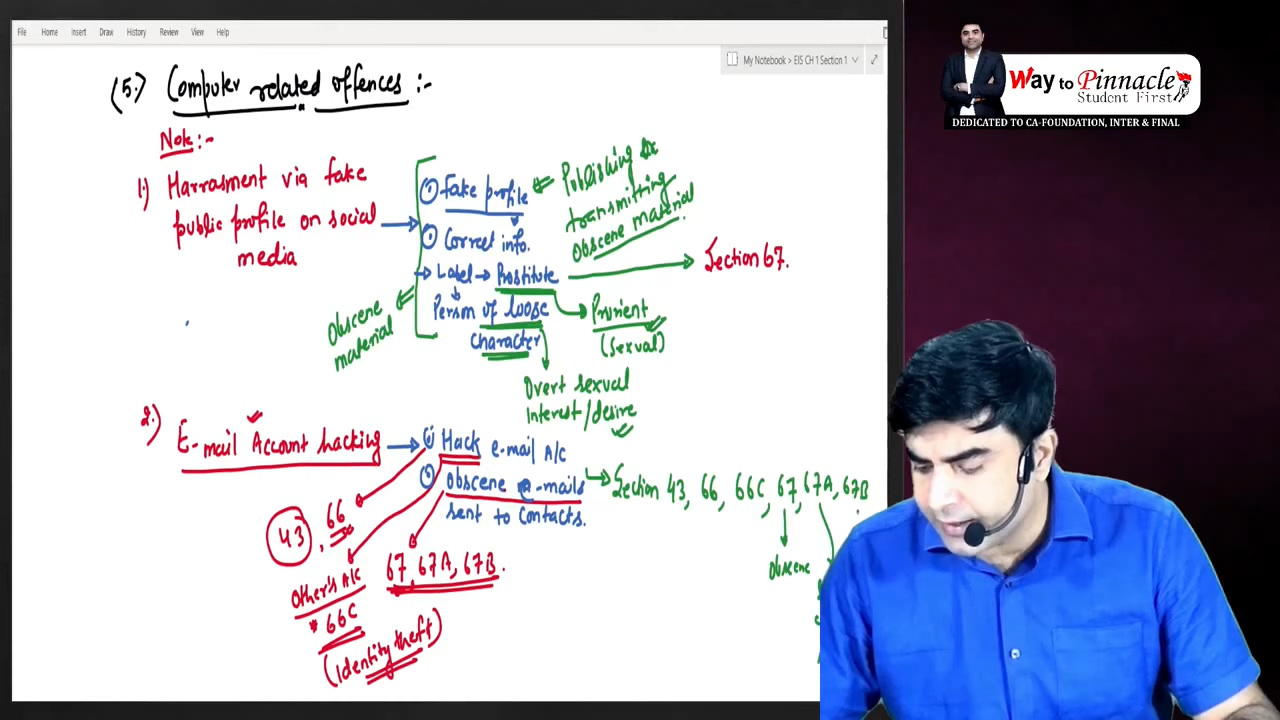 File Home Insert Draw History Review View Help
My Notebook > EIS CH 1 Section 1
(5.) Computer related offences :-
Note :-
1.) Harrasment via fake
public profile on social
media
Fake profile
Correct info.
Label → Prostitute
Person of loose
character
Publishing or
transmitting
obscene material
Section 67.
Obscene
material
Prurient
(Sexual)
Overt sexual
Interest/desire
2.) E-mail Account hacking → Hack e-mail A/c
Obscene e-mails
sent to contacts.
Section 43, 66, 66C, 67, 67A, 67B
Obscene
43, 66
Other's A/c
* 66C
(Identity theft)
67, 67A, 67B.
Way to Pinnacle
Student First
DEDICATED TO CA-FOUNDATION, INTER & FINAL